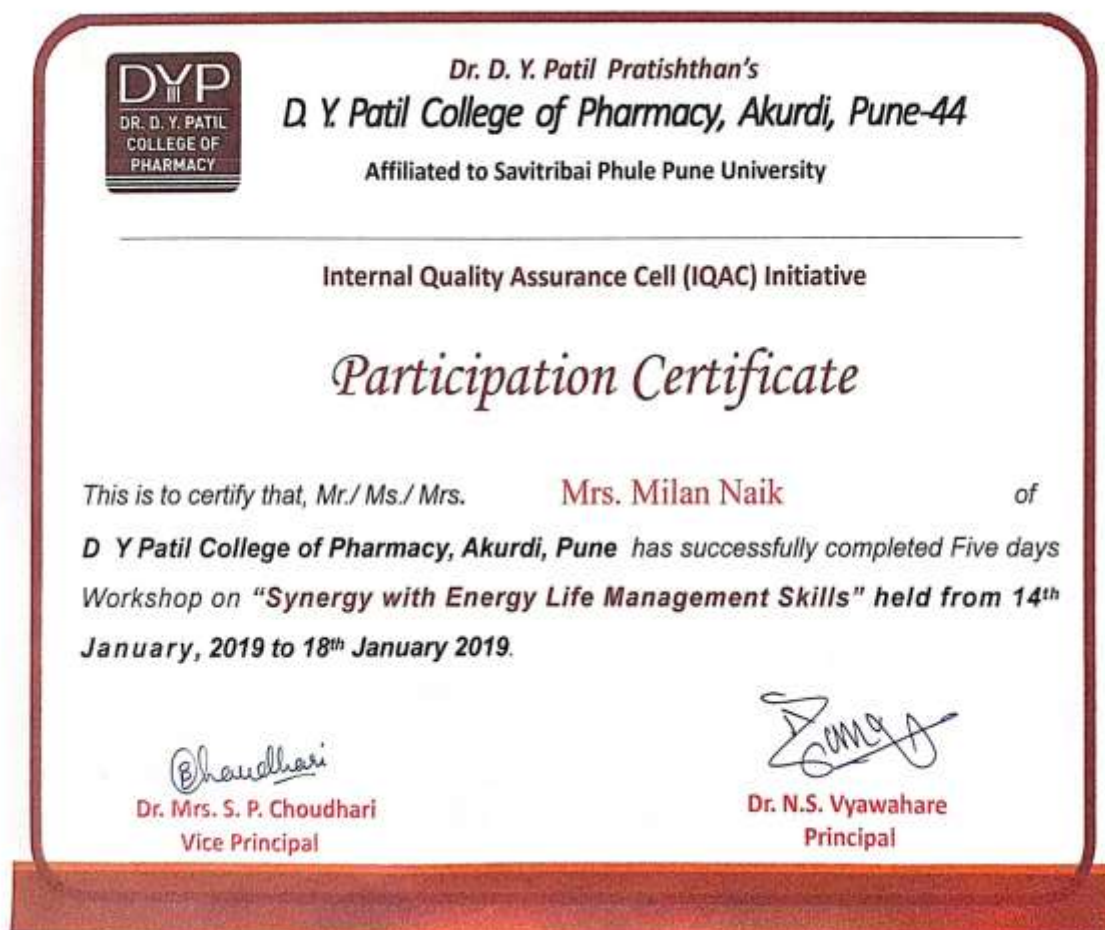 DYP
DR. D. Y. PATIL
COLLEGE OF
PHARMACY
Dr. D. Y. Patil Pratishthan's
D. Y. Patil College of Pharmacy, Akurdi, Pune-44
Affiliated to Savitribai Phule Pune University
Internal Quality Assurance Cell (IQAC) Initiative
Participation Certificate
This is to certify that, Mr./ Ms./ Mrs. Mrs. Milan Naik of
D Y Patil College of Pharmacy, Akurdi, Pune has successfully completed Five days
Workshop on “Synergy with Energy Life Management Skills” held from 14th
January, 2019 to 18th January 2019.
Dr. Mrs. S. P. Choudhari
Vice Principal
Dr. N.S. Vyawahare
Principal